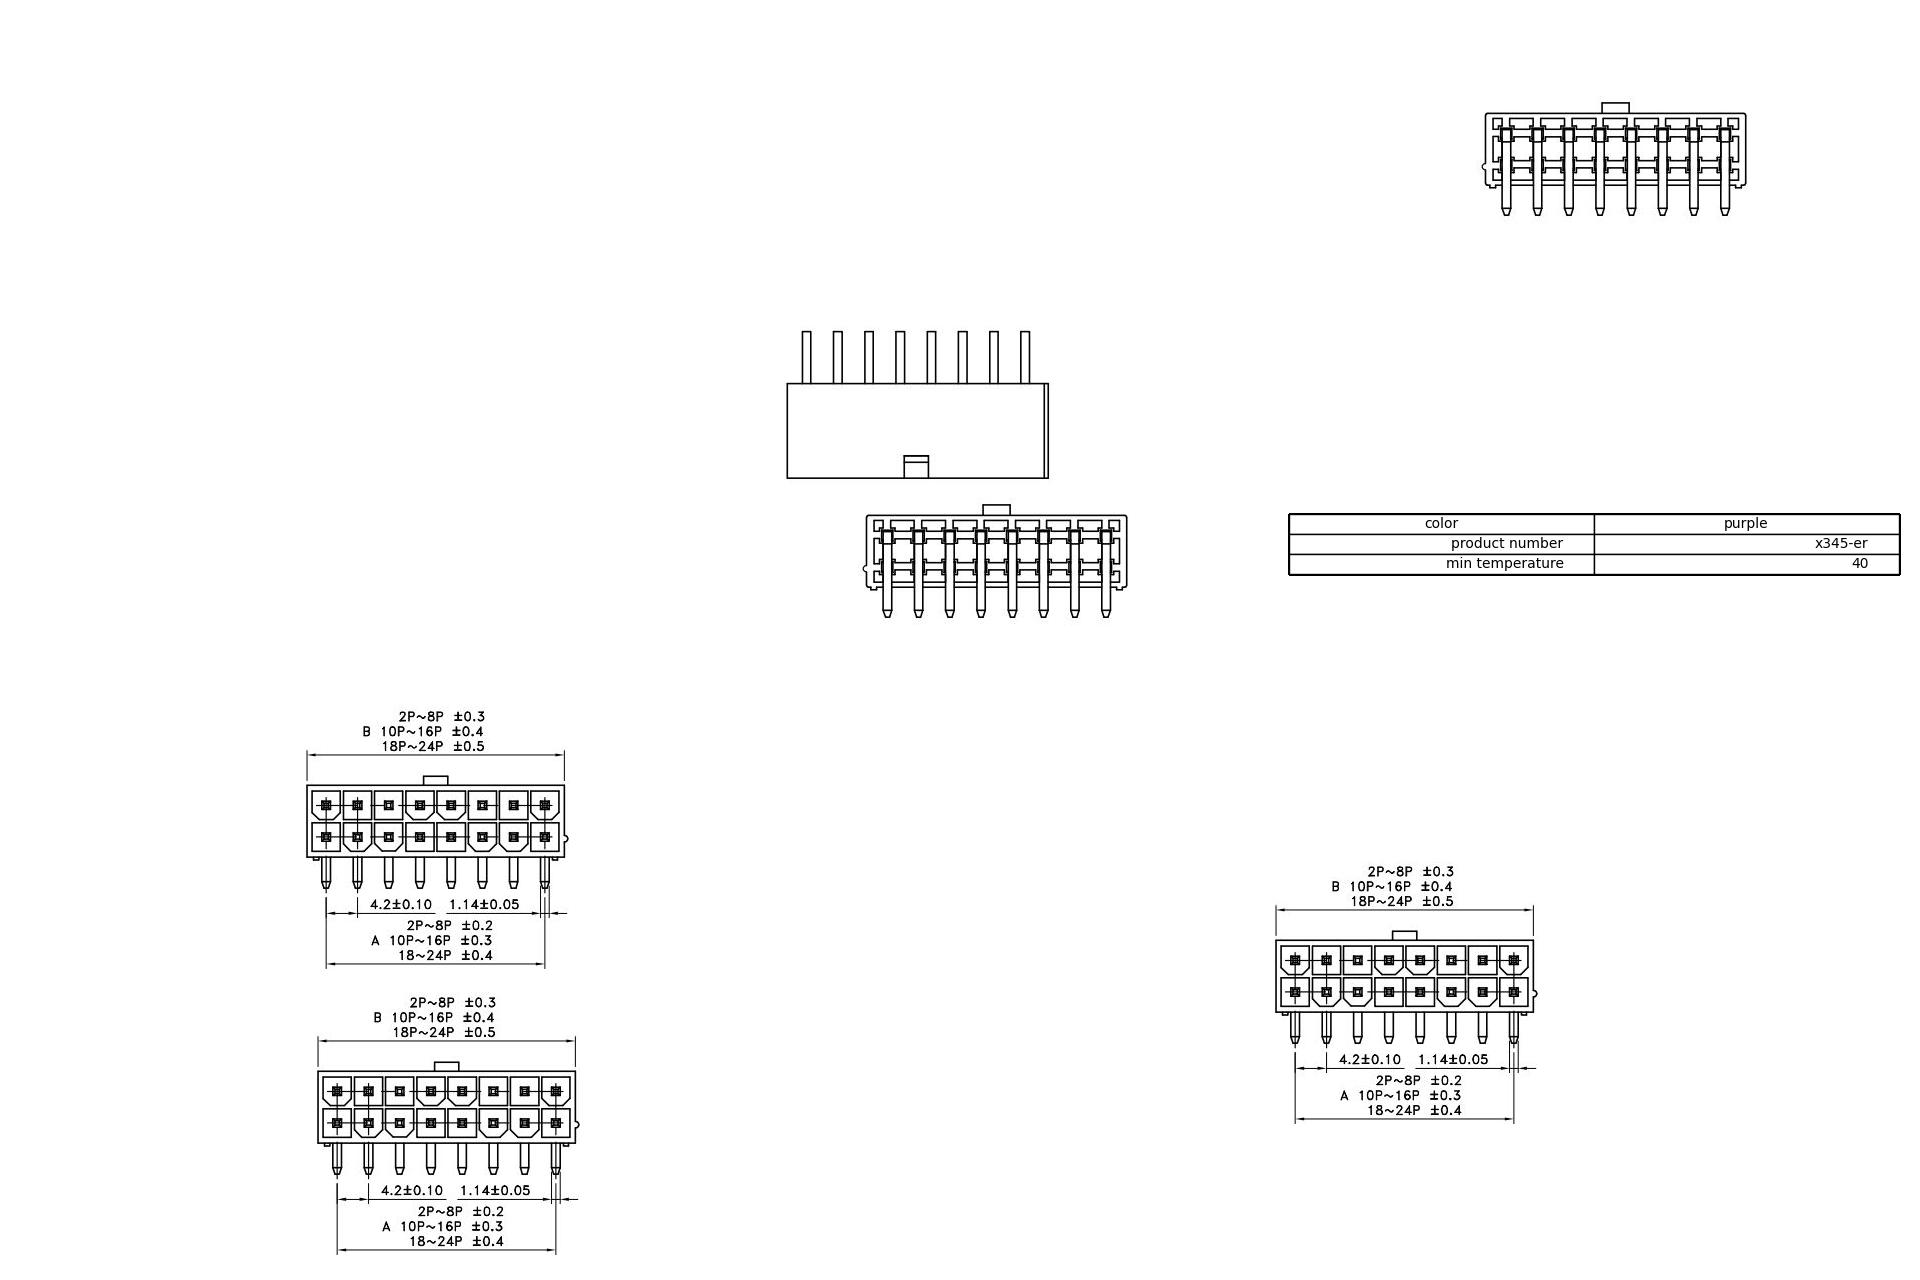 color purple
product number x345-er
min temperature 40
2P~8P ±0.3
B 10P~16P ±0.4
18P~24P ±0.5
4.2±0.10 1.14±0.05
2P~8P ±0.2
A 10P~16P ±0.3
18~24P ±0.4
2P~8P ±0.3
B 10P~16P ±0.4
18P~24P ±0.5
4.2±0.10 1.14±0.05
2P~8P ±0.2
A 10P~16P ±0.3
18~24P ±0.4
2P~8P ±0.3
B 10P~16P ±0.4
18P~24P ±0.5
4.2±0.10 1.14±0.05
2P~8P ±0.2
A 10P~16P ±0.3
18~24P ±0.4